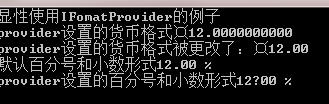 显性使用IFomatProvider的例子
provider设置的货币格式¤12.0000000000
provider设置的货币格式被更改了：¤12.00
默认百分号和小数形式12.00 %
provider设置的百分号和小数形式12?00 %